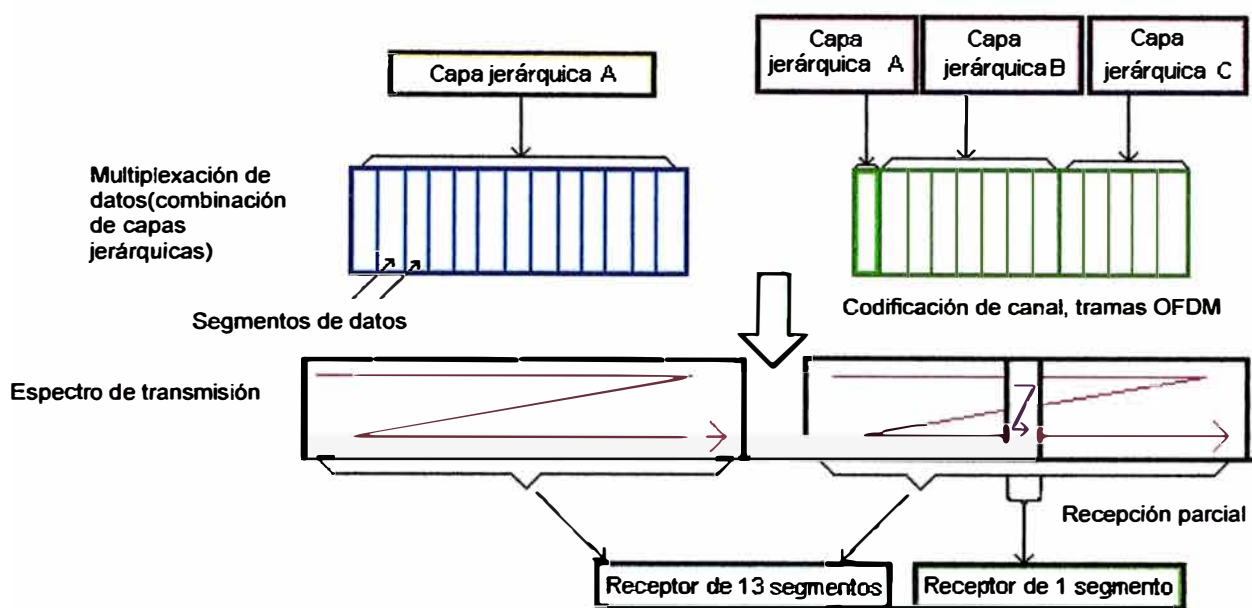 Capa jerárquica A
Capa
jerárquica A
Capa
jerárquica B
Capa
jerárquica C
Multiplexación de
datos(combinación
de capas
jerárquicas)
Segmentos de datos
Codificación de canal, tramas OFDM
Espectro de transmisión
Recepción parcial
Receptor de 13 segmentos
Receptor de 1 segmento